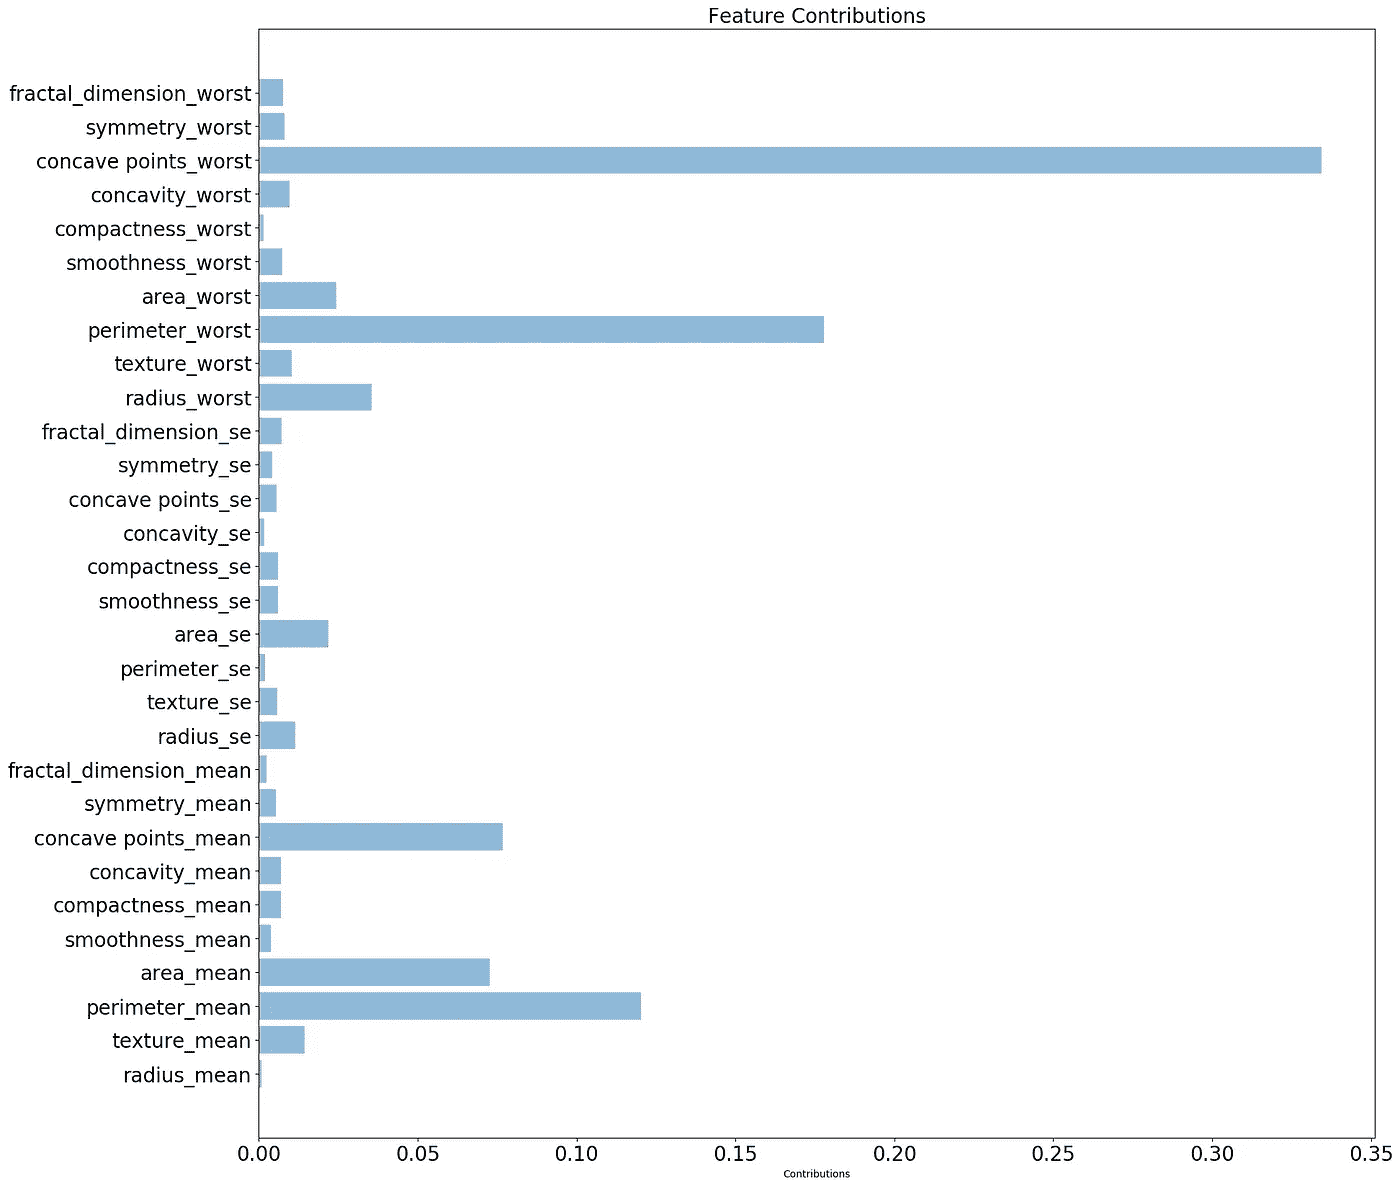 Feature Contributions
fractal_dimension_worst
symmetry_worst
concave points_worst
concavity_worst
compactness_worst
smoothness_worst
area_worst
perimeter_worst
texture_worst
radius_worst
fractal_dimension_se
symmetry_se
concave points_se
concavity_se
compactness_se
smoothness_se
area_se
perimeter_se
texture_se
radius_se
fractal_dimension_mean
symmetry_mean
concave points_mean
concavity_mean
compactness_mean
smoothness_mean
area_mean
perimeter_mean
texture_mean
radius_mean
0.00 0.05 0.10 0.15 0.20 0.25 0.30 0.35
Contributions